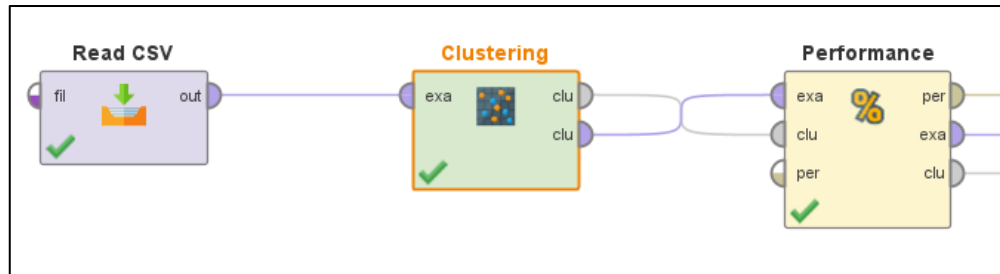 Read CSV
Clustering
Performance
fil
out
exa
clu
exa
per
%
clu
clu
exa
per
clu